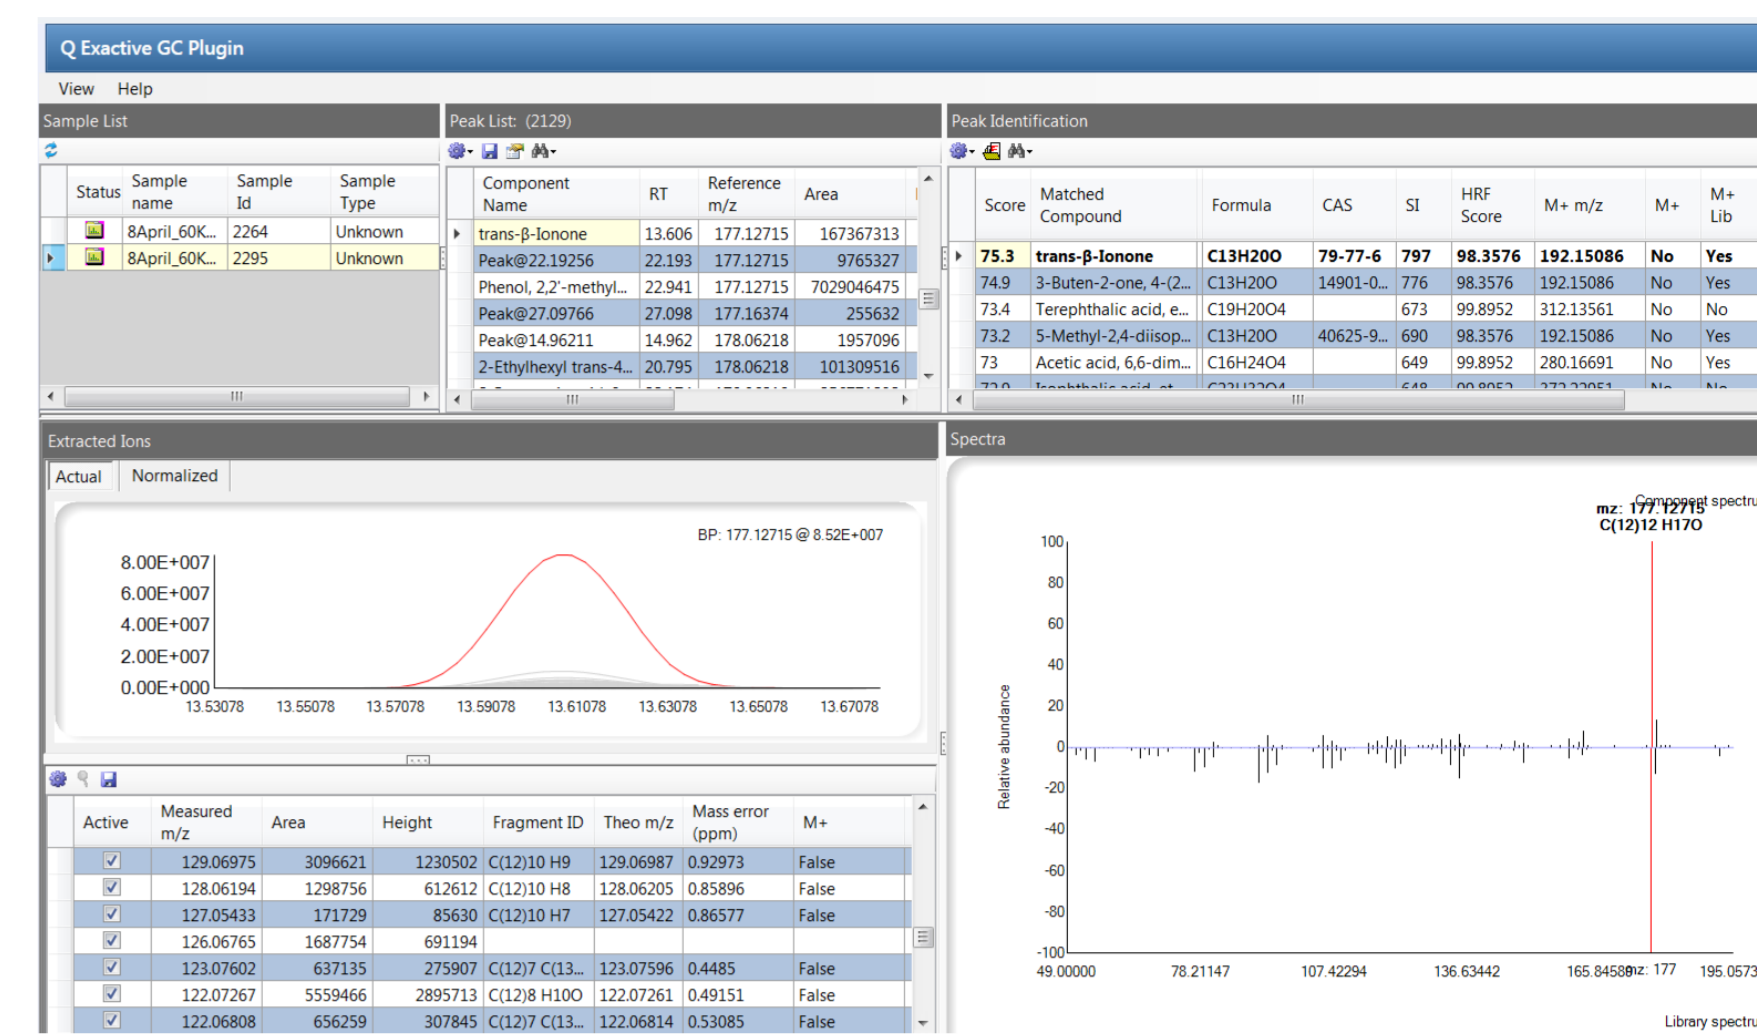 Q Exactive GC Plugin
View Help
Sample List
Status Sample name Sample Id Sample Type
8April_60K... 2264 Unknown
8April_60K... 2295 Unknown
Peak List: (2129)
Component Name RT Reference m/z Area
trans-β-Ionone 13.606 177.12715 167367313
Peak@22.19256 22.193 177.12715 9765327
Phenol, 2,2'-methyl... 22.941 177.12715 7029046475
Peak@27.09766 27.098 177.16374 255632
Peak@14.96211 14.962 178.06218 1957096
2-Ethylhexyl trans-4... 20.795 178.06218 101309516
Peak Identification
Score Matched Compound Formula CAS SI HRF Score M+ m/z M+ M+ Lib
75.3 trans-β-Ionone C13H20O 79-77-6 797 98.3576 192.15086 No Yes
74.9 3-Buten-2-one, 4-(2... C13H20O 14901-0... 776 98.3576 192.15086 No Yes
73.4 Terephthalic acid, e... C19H20O4 673 99.8952 312.13561 No No
73.2 5-Methyl-2,4-diisop... C13H20O 40625-9... 690 98.3576 192.15086 No Yes
73 Acetic acid, 6,6-dim... C16H24O4 649 99.8952 280.16691 No Yes
Extracted Ions
Actual Normalized
BP: 177.12715 @ 8.52E+007
8.00E+007
6.00E+007
4.00E+007
2.00E+007
0.00E+000
13.53078 13.55078 13.57078 13.59078 13.61078 13.63078 13.65078 13.67078
Active Measured m/z Area Height Fragment ID Theo m/z Mass error (ppm) M+
129.06975 3096621 1230502 C(12)10 H9 129.06987 0.92973 False
128.06194 1298756 612612 C(12)10 H8 128.06205 0.85896 False
127.05433 171729 85630 C(12)10 H7 127.05422 0.86577 False
126.06765 1687754 691194
123.07602 637135 275907 C(12)7 C(13... 123.07596 0.4485 False
122.07267 5559466 2895713 C(12)8 H10O 122.07261 0.49151 False
122.06808 656259 307845 C(12)7 C(13... 122.06814 0.53085 False
Spectra
Component spectru
mz: 177.12715
C(12)12 H17O
Relative abundance
100
80
60
40
20
0
-20
-40
-60
-80
-100
49.00000 78.21147 107.42294 136.63442 165.84589 mz: 177 195.0573
Library spectru